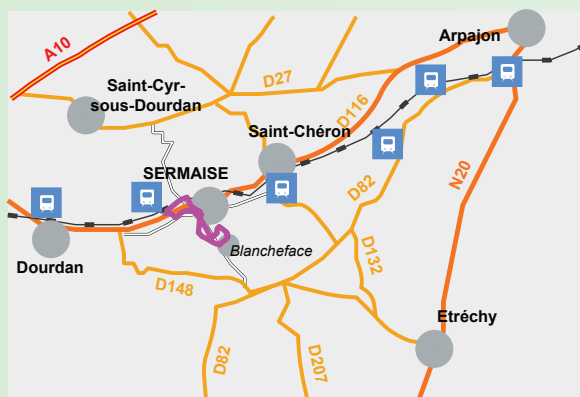 Arpajon
A10
D27
Saint-Cyr-
sous-Dourdan
D116
Saint-Chéron
SERMAISE
D82
N20
Blancheface
D132
Dourdan
D148
Etréchy
D82
D207